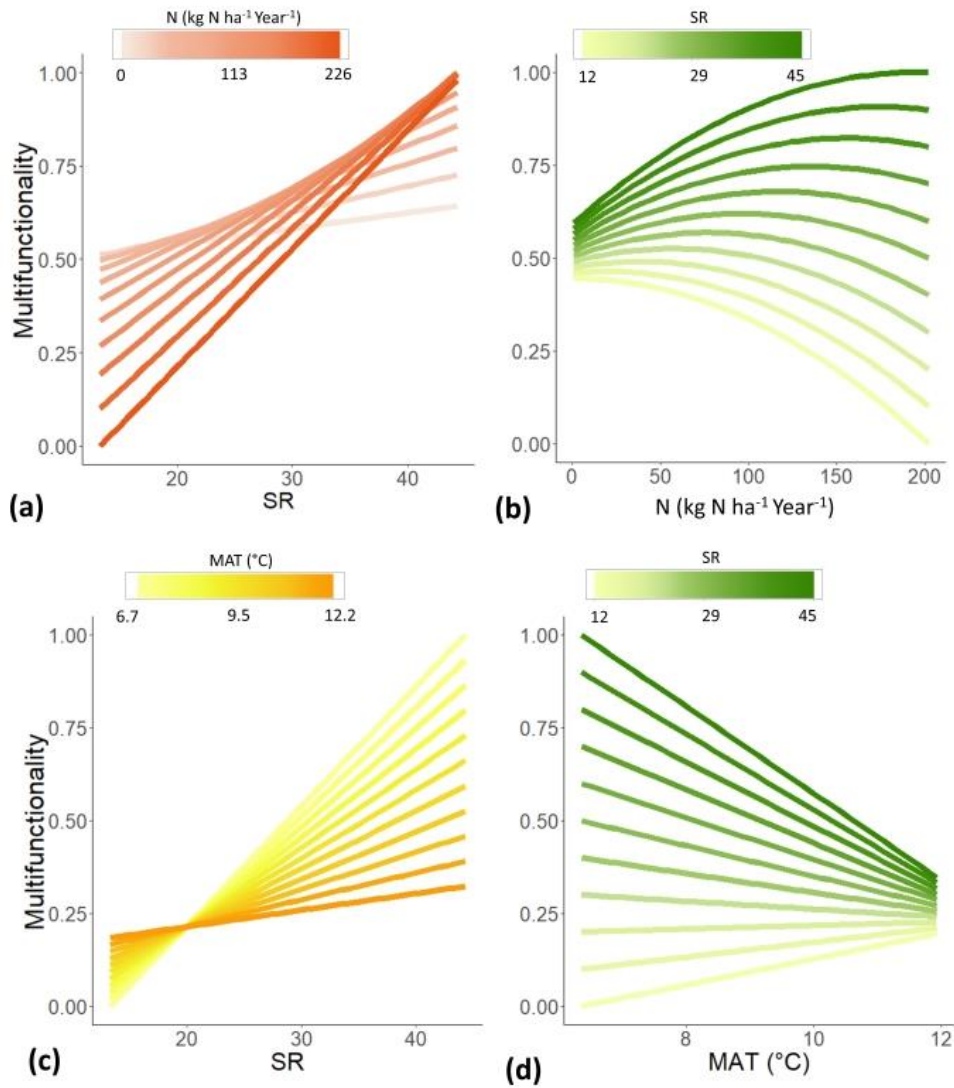 N (kg N ha⁻¹ Year⁻¹)
0 113 226
Multifunctionality
1.00
0.75
0.50
0.25
0.00
20 30 40
SR
(a)
SR
12 29 45
1.00
0.75
0.50
0.25
0.00
0 50 100 150 200
N (kg N ha⁻¹ Year⁻¹)
(b)
MAT (°C)
6.7 9.5 12.2
Multifunctionality
1.00
0.75
0.50
0.25
0.00
20 30 40
SR
(c)
SR
12 29 45
1.00
0.75
0.50
0.25
0.00
8 10 12
MAT (°C)
(d)